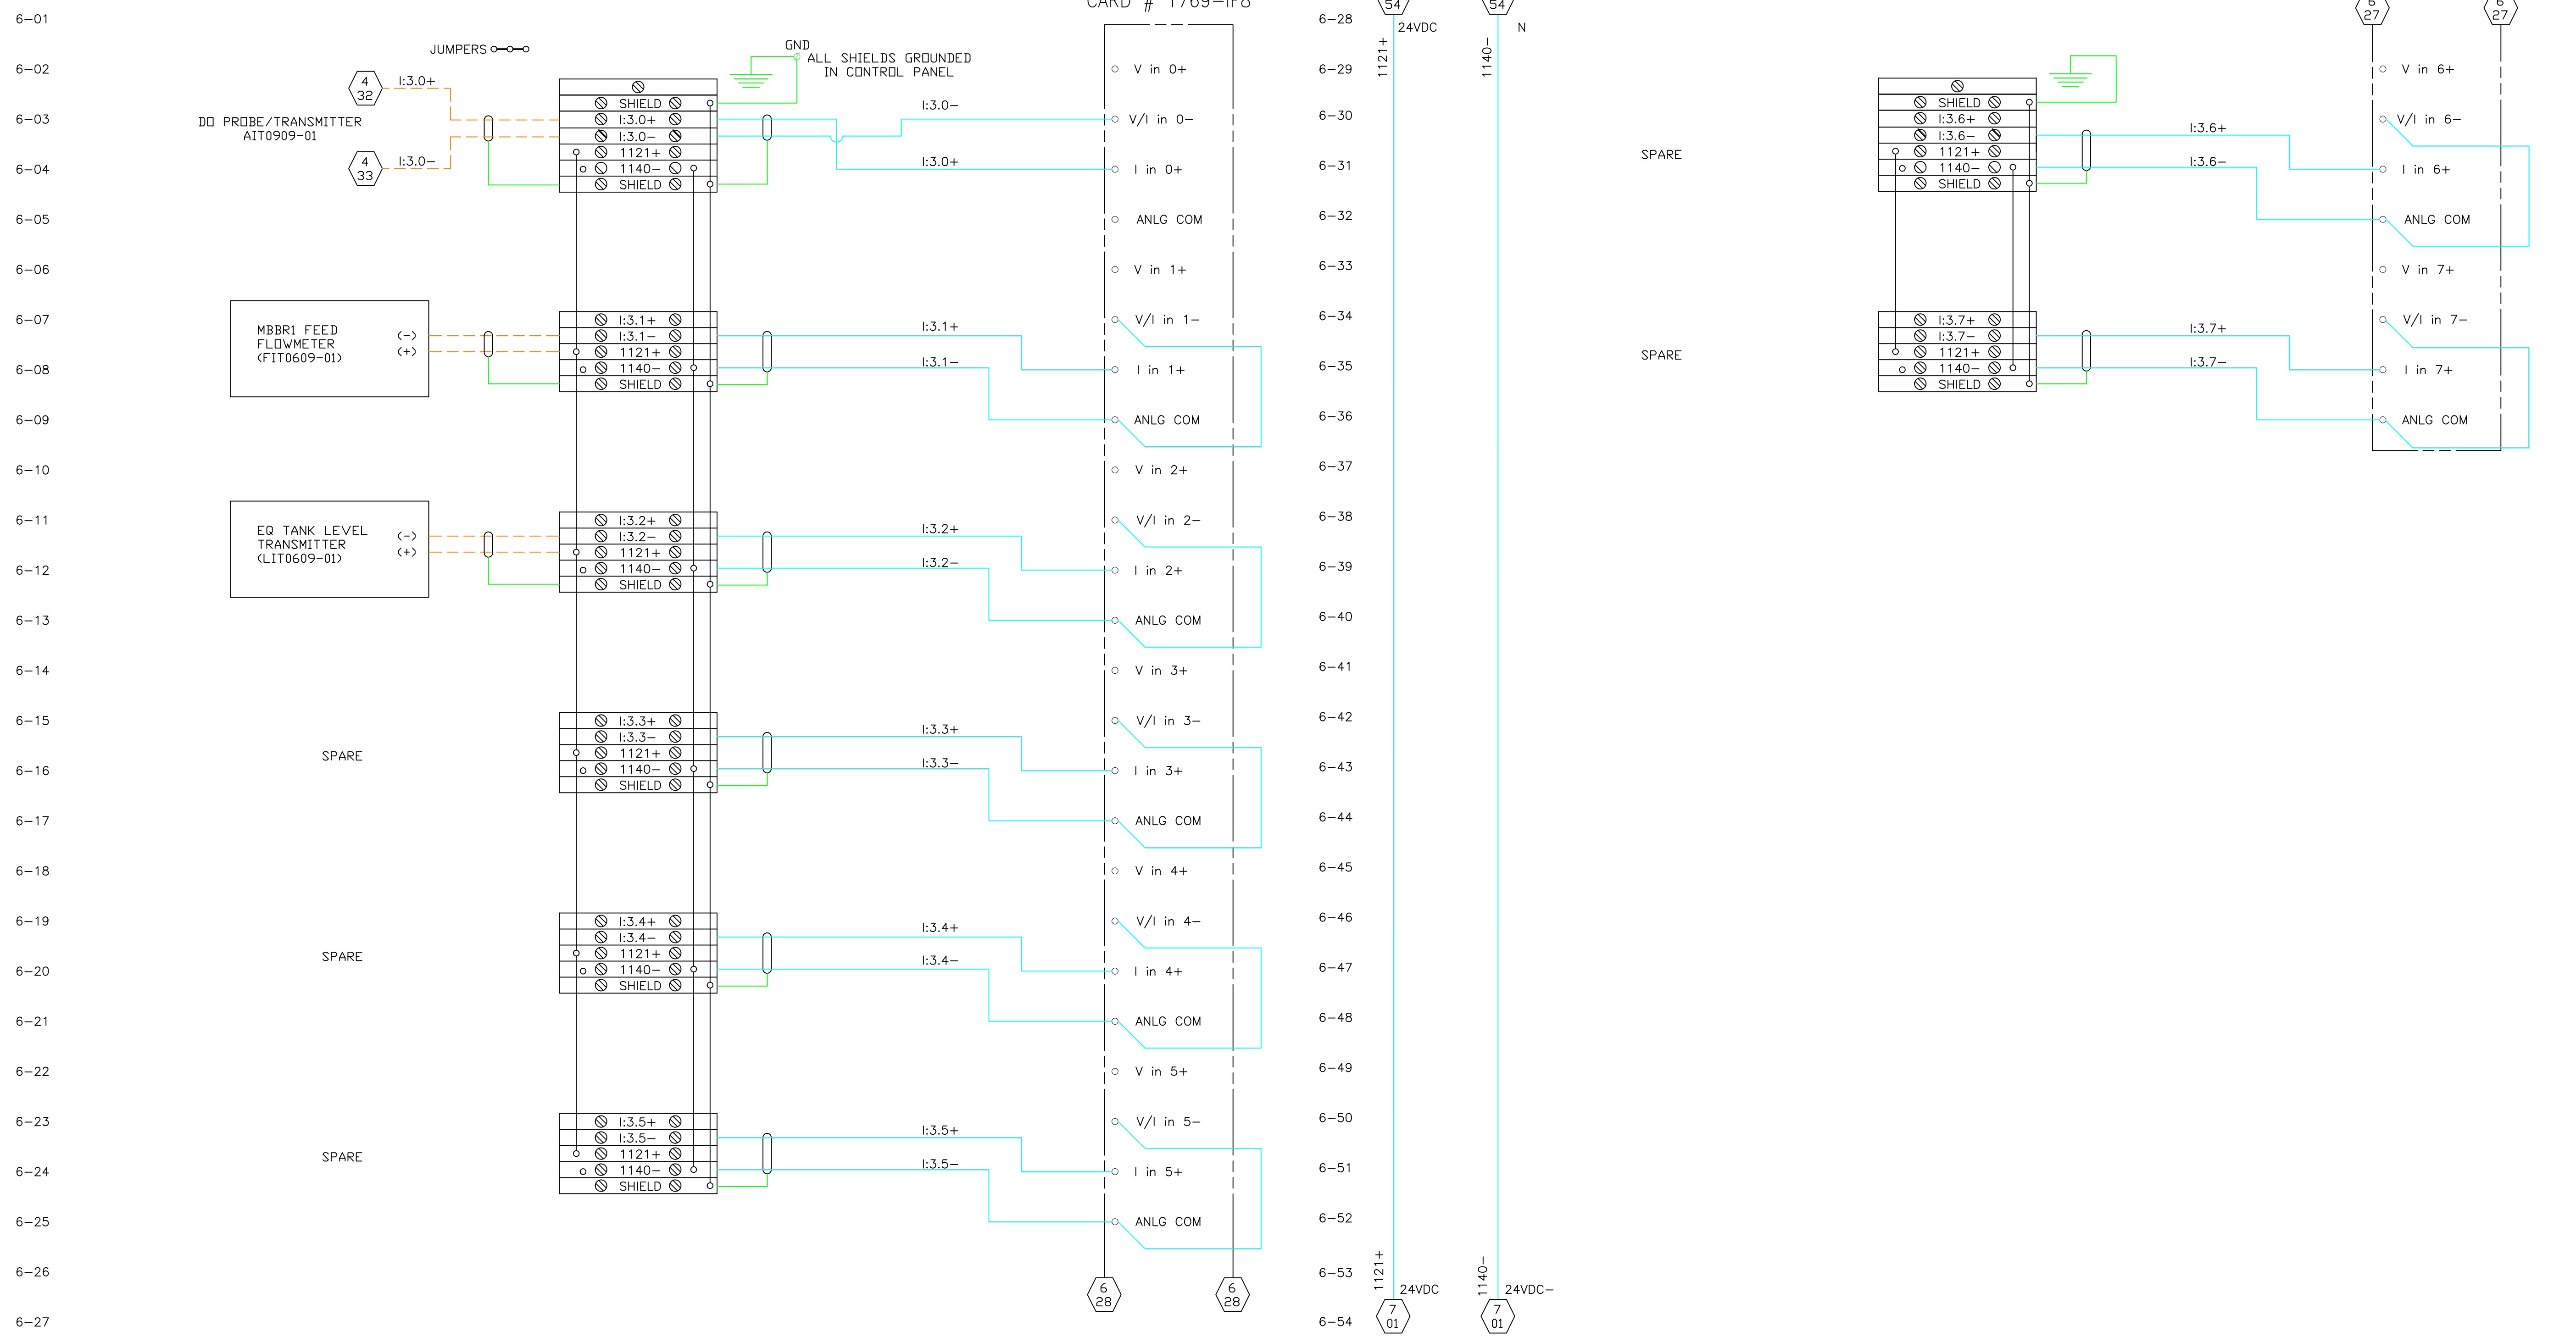 CARD # 1769-IF8
6-01
6-02
6-03
6-04
6-05
6-06
6-07
6-08
6-09
6-10
6-11
6-12
6-13
6-14
6-15
6-16
6-17
6-18
6-19
6-20
6-21
6-22
6-23
6-24
6-25
6-26
6-27
JUMPERS
4
32
I:3.0+
DO PROBE/TRANSMITTER
AIT0909-01
4
33
I:3.0-
GND
ALL SHIELDS GROUNDED
IN CONTROL PANEL
SHIELD
I:3.0+
I:3.0-
1121+
1140-
SHIELD
I:3.0-
I:3.0+
MBBR1 FEED
FLOWMETER
(FIT0609-01)
(-)
(+)
I:3.1+
I:3.1-
1121+
1140-
SHIELD
I:3.1+
I:3.1-
EQ TANK LEVEL
TRANSMITTER
(LIT0609-01)
(-)
(+)
I:3.2+
I:3.2-
1121+
1140-
SHIELD
I:3.2+
I:3.2-
SPARE
I:3.3+
I:3.3-
1121+
1140-
SHIELD
I:3.3+
I:3.3-
SPARE
I:3.4+
I:3.4-
1121+
1140-
SHIELD
I:3.4+
I:3.4-
SPARE
I:3.5+
I:3.5-
1121+
1140-
SHIELD
I:3.5+
I:3.5-
V in 0+
V/I in 0-
I in 0+
ANLG COM
V in 1+
V/I in 1-
I in 1+
ANLG COM
V in 2+
V/I in 2-
I in 2+
ANLG COM
V in 3+
V/I in 3-
I in 3+
ANLG COM
V in 4+
V/I in 4-
I in 4+
ANLG COM
V in 5+
V/I in 5-
I in 5+
ANLG COM
6
28
6
28
6-28
6-29
6-30
6-31
6-32
6-33
6-34
6-35
6-36
6-37
6-38
6-39
6-40
6-41
6-42
6-43
6-44
6-45
6-46
6-47
6-48
6-49
6-50
6-51
6-52
6-53
6-54
54
24VDC
1121+
54
N
1140-
1121+
24VDC
7
01
1140-
24VDC-
7
01
SPARE
SHIELD
I:3.6+
I:3.6-
1121+
1140-
SHIELD
I:3.6+
I:3.6-
SPARE
I:3.7+
I:3.7-
1121+
1140-
SHIELD
I:3.7+
I:3.7-
6
27
6
27
V in 6+
V/I in 6-
I in 6+
ANLG COM
V in 7+
V/I in 7-
I in 7+
ANLG COM